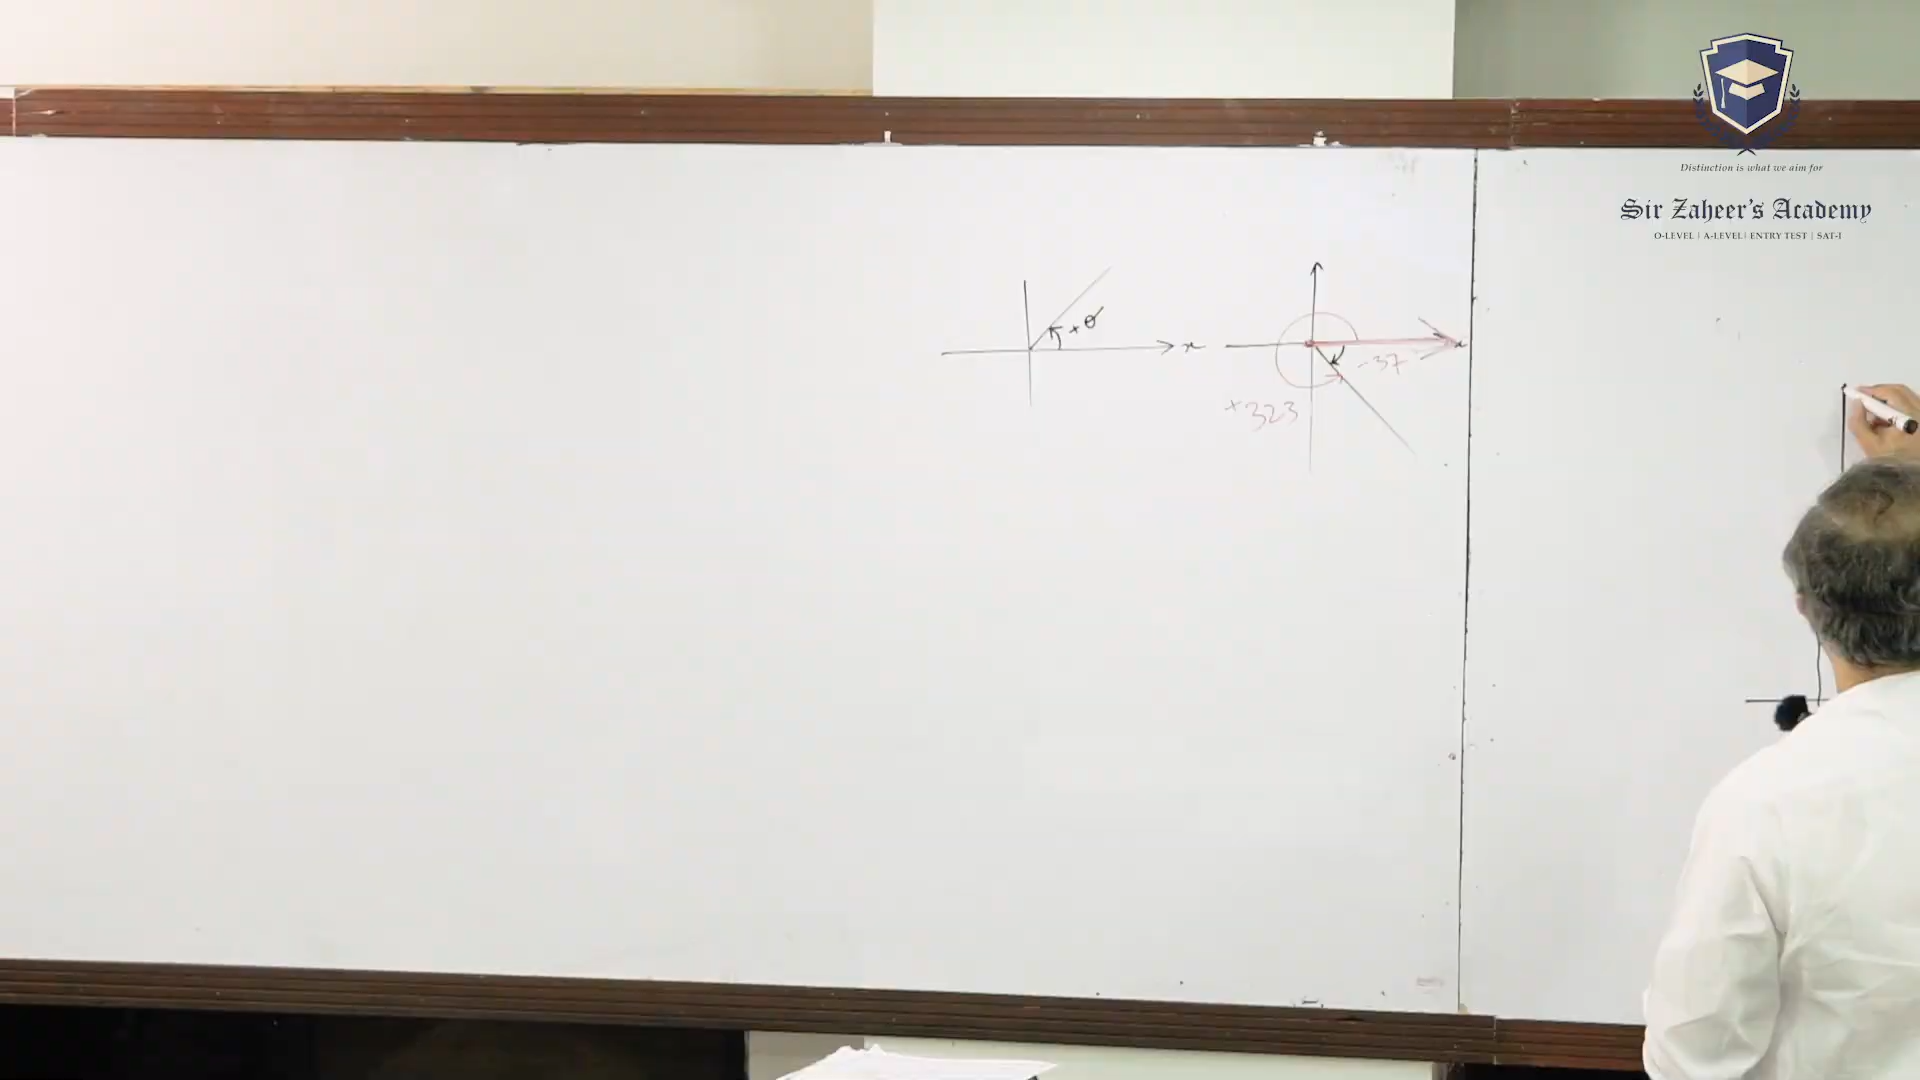 Distinction is what we aim for
Sir Zaheer's Academy
O-LEVEL | A-LEVEL | ENTRY TEST | SAT-I
+θ
x
x
-37
+323